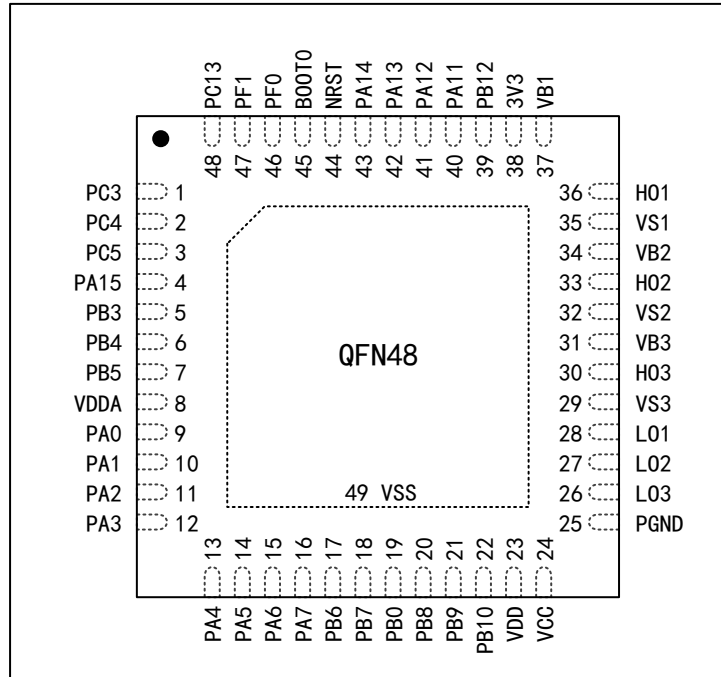 PC13 PF1 PF0 BOOT0 NRST PA14 PA13 PA12 PA11 PB12 3V3 VB1
48 47 46 45 44 43 42 41 40 39 38 37
PC3 1 36 HO1
PC4 2 35 VS1
PC5 3 34 VB2
PA15 4 33 HO2
PB3 5 32 VS2
PB4 6 31 VB3
QFN48
PB5 7 30 HO3
VDDA 8 29 VS3
PA0 9 28 LO1
PA1 10 27 LO2
PA2 11 49 VSS 26 LO3
PA3 12 25 PGND
13 14 15 16 17 18 19 20 21 22 23 24
PA4 PA5 PA6 PA7 PB6 PB7 PB0 PB8 PB9 PB10 VDD VCC